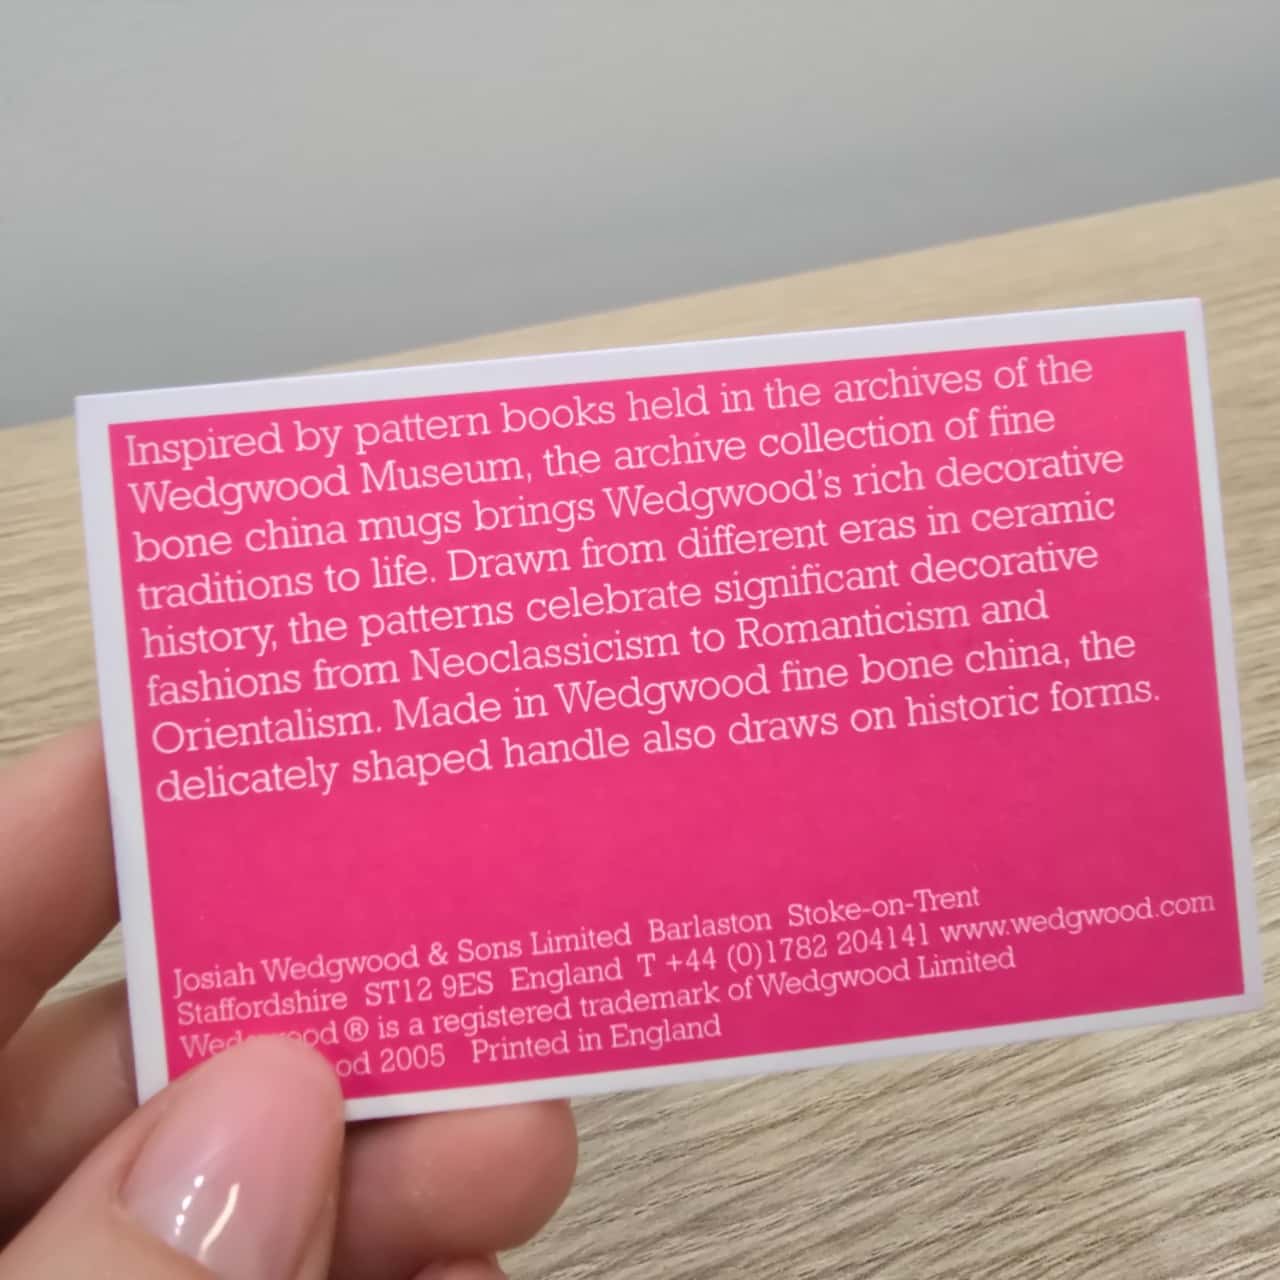 Inspired by pattern books held in the archives of the
Wedgwood Museum, the archive collection of fine
bone china mugs brings Wedgwood's rich decorative
traditions to life. Drawn from different eras in ceramic
history, the patterns celebrate significant decorative
fashions from Neoclassicism to Romanticism and
Orientalism. Made in Wedgwood fine bone china, the
delicately shaped handle also draws on historic forms.
Josiah Wedgwood & Sons Limited Barlaston Stoke-on-Trent
Staffordshire ST12 9ES England T +44 (0)1782 204141 www.wedgwood.com
Wedgwood ® is a registered trademark of Wedgwood Limited
2005 Printed in England